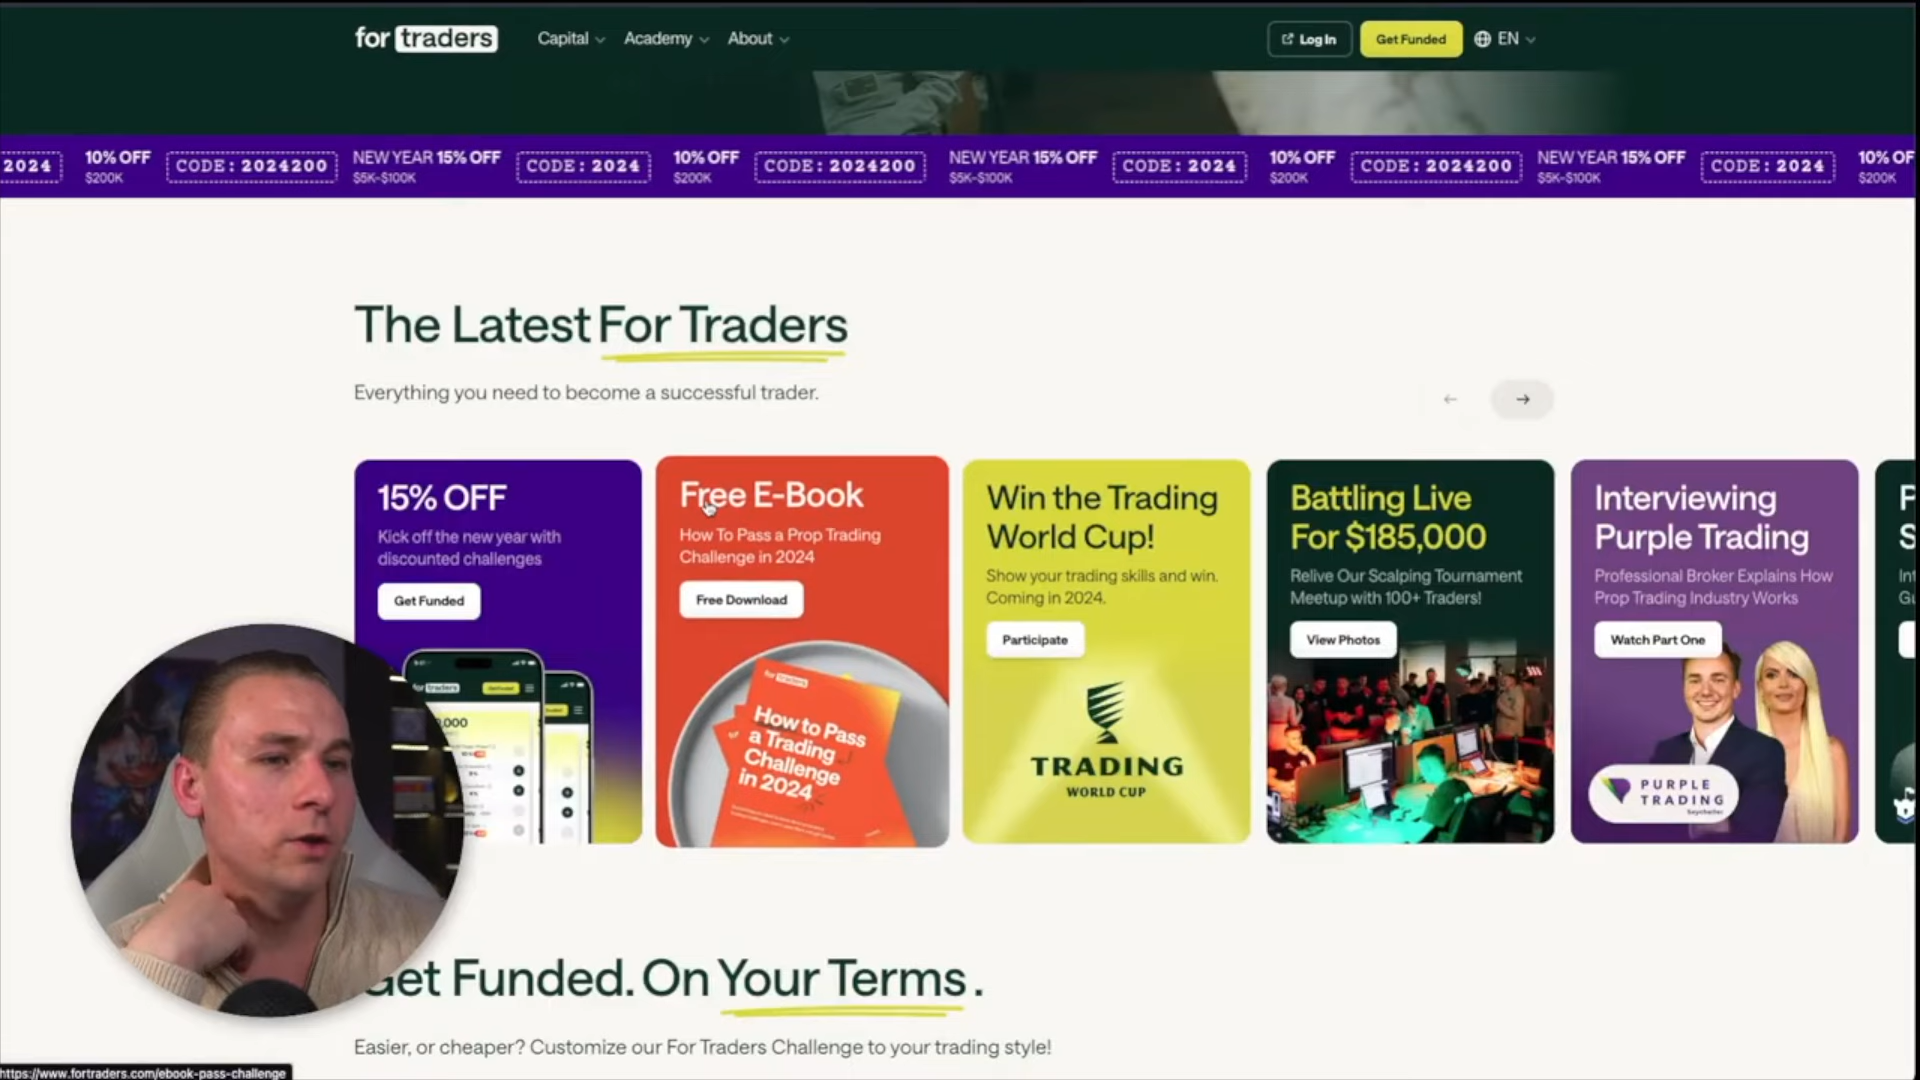 for traders
Capital
Academy
About
Log In
Get Funded
EN
2024
10% OFF
$200K
CODE: 2024200
NEW YEAR 15% OFF
$5K-$100K
CODE: 2024
10% OFF
$200K
CODE: 2024200
NEW YEAR 15% OFF
$5K-$100K
CODE: 2024
10% OFF
$200K
CODE: 2024200
NEW YEAR 15% OFF
$5K-$100K
CODE: 2024
10% OF
$200K
The Latest For Traders
Everything you need to become a successful trader.
15% OFF
Kick off the new year with
discounted challenges
Get Funded
for traders
Free E-Book
How To Pass a Prop Trading
Challenge in 2024
Free Download
for traders
How to Pass
a Trading
Challenge
in 2024
Win the Trading
World Cup!
Show your trading skills and win.
Coming in 2024.
Participate
TRADING
WORLD CUP
Battling Live
For $185,000
Relive Our Scalping Tournament
Meetup with 100+ Traders!
View Photos
Interviewing
Purple Trading
Professional Broker Explains How
Prop Trading Industry Works
Watch Part One
PURPLE
TRADING
Seychelles
Get Funded. On Your Terms.
Easier, or cheaper? Customize our For Traders Challenge to your trading style!
https://www.fortraders.com/ebook-pass-challenge